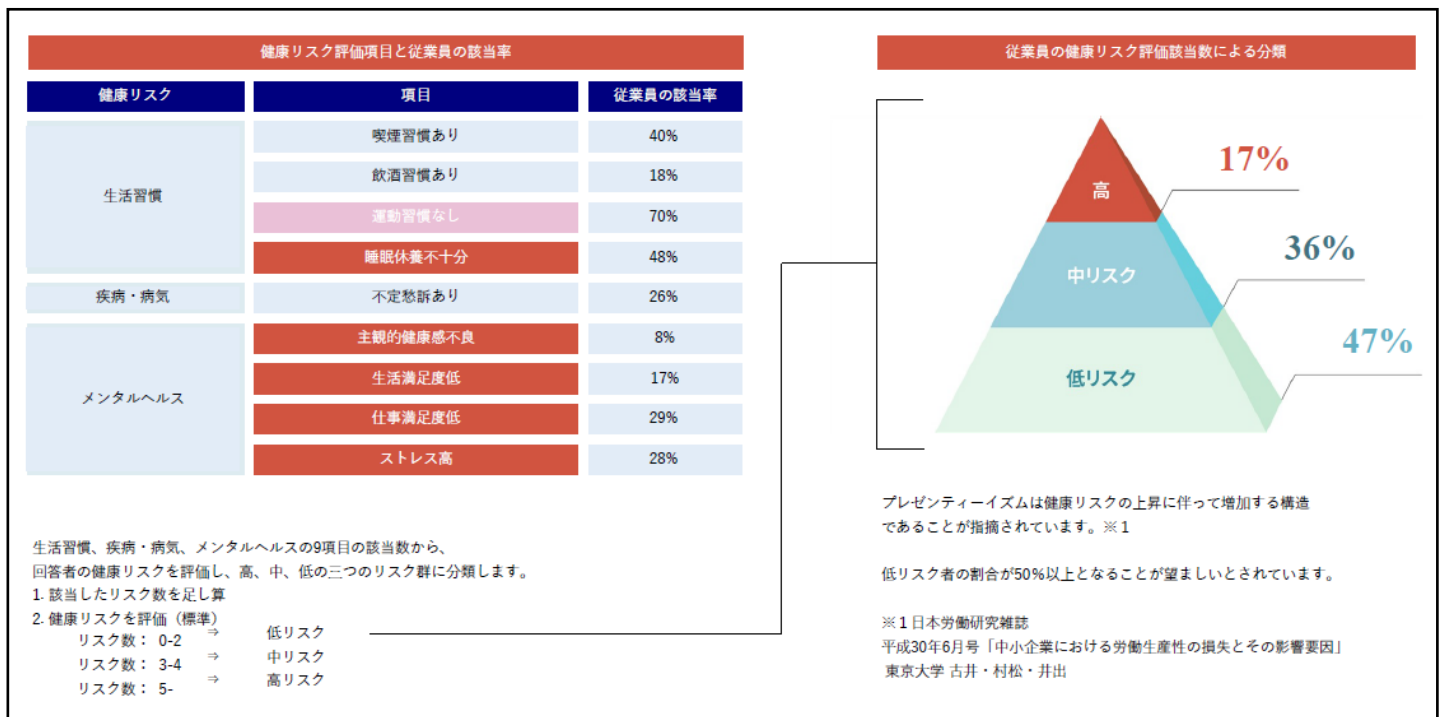 健康リスク評価項目と従業員の該当率
健康リスク 項目 従業員の該当率
生活習慣
喫煙習慣あり 40%
飲酒習慣あり 18%
運動習慣なし 70%
睡眠休養不十分 48%
疾病・病気 不定愁訴あり 26%
メンタルヘルス
主観的健康感不良 8%
生活満足度低 17%
仕事満足度低 29%
ストレス高 28%
生活習慣、疾病・病気、メンタルヘルスの9項目の該当数から、
回答者の健康リスクを評価し、高、中、低の三つのリスク群に分類します。
1. 該当したリスク数を足し算
2. 健康リスクを評価（標準）
リスク数： 0-2 ⇒ 低リスク
リスク数： 3-4 ⇒ 中リスク
リスク数： 5- ⇒ 高リスク
従業員の健康リスク評価該当数による分類
高 17%
中リスク 36%
低リスク 47%
プレゼンティーイズムは健康リスクの上昇に伴って増加する構造
であることが指摘されています。※1
低リスク者の割合が50％以上となることが望ましいとされています。
※1 日本労働研究雑誌
平成30年6月号「中小企業における労働生産性の損失とその影響要因」
東京大学 古井・村松・井出